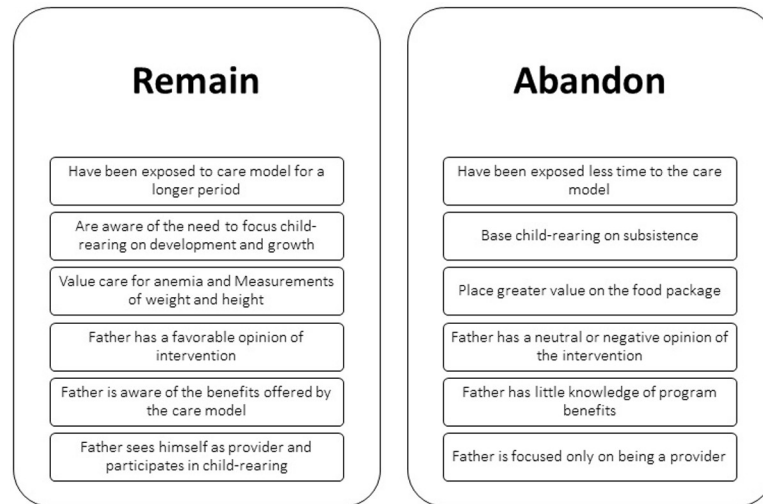 Remain
Have been exposed to care model for a
longer period
Are aware of the need to focus child-
rearing on development and growth
Value care for anemia and Measurements
of weight and height
Father has a favorable opinion of
intervention
Father is aware of the benefits offered by
the care model
Father sees himself as provider and
participates in child-rearing
Abandon
Have been exposed less time to the care
model
Base child-rearing on subsistence
Place greater value on the food package
Father has a neutral or negative opinion of
the intervention
Father has little knowledge of program
benefits
Father is focused only on being a provider